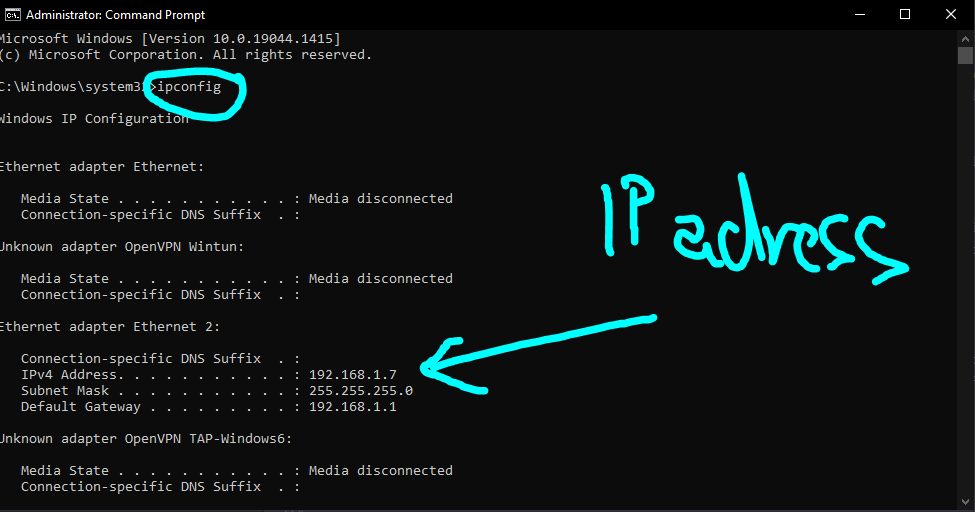 Administrator: Command Prompt
Microsoft Windows [Version 10.0.19044.1415]
(c) Microsoft Corporation. All rights reserved.
C:\Windows\system32>ipconfig
Windows IP Configuration
Ethernet adapter Ethernet:
Media State . . . . . . . . . . . : Media disconnected
Connection-specific DNS Suffix . :
IP adress
Unknown adapter OpenVPN Wintun:
Media State . . . . . . . . . . . : Media disconnected
Connection-specific DNS Suffix . :
Ethernet adapter Ethernet 2:
Connection-specific DNS Suffix . :
IPv4 Address. . . . . . . . . . . : 192.168.1.7
Subnet Mask . . . . . . . . . . . : 255.255.255.0
Default Gateway . . . . . . . . . : 192.168.1.1
Unknown adapter OpenVPN TAP-Windows6:
Media State . . . . . . . . . . . : Media disconnected
Connection-specific DNS Suffix . :